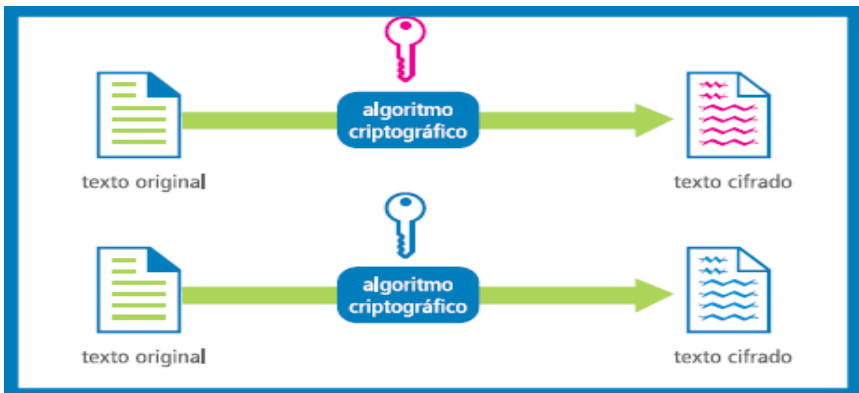 algoritmo
criptográfico
texto original
texto cifrado
algoritmo
criptográfico
texto original
texto cifrado